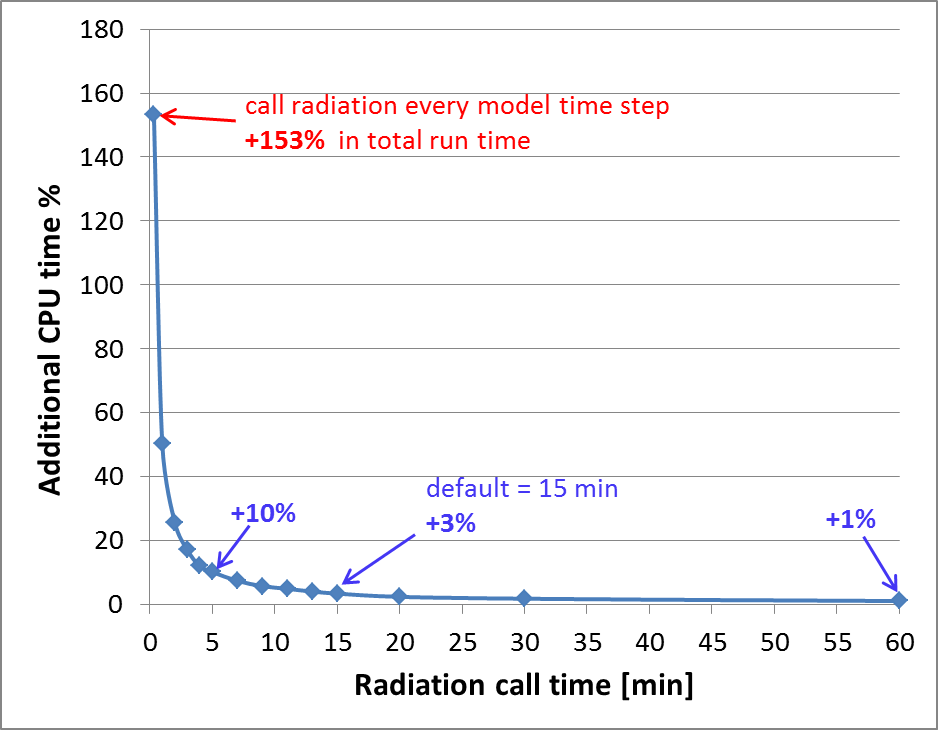 180
160
140
120
100
80
60
40
20
0
Additional CPU time %
call radiation every model time step
+153% in total run time
+10%
default = 15 min
+3%
+1%
0 5 10 15 20 25 30 35 40 45 50 55 60
Radiation call time [min]